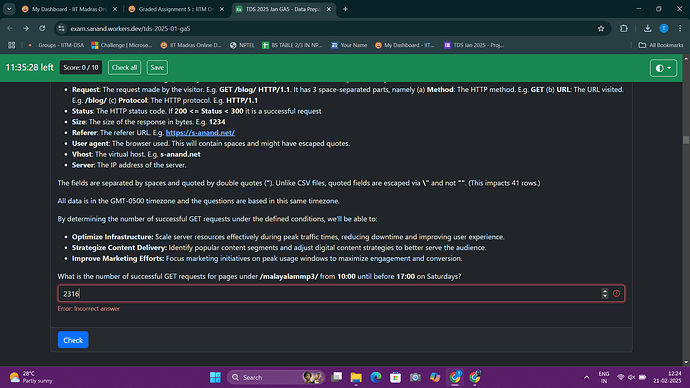 My Dashboard - IIT Madras On
Graded Assignment 5 :: IITM O
TDS 2025 Jan GA5 - Data Prepa
exam.sanand.workers.dev/tds-2025-01-ga5
Groups - IITM-DSA
Challenge | Microso...
IIT Madras Online D...
NPTEL
BS TABLE 2/3 IN NP...
Your Name
My Dashboard - IIT...
TDS Jan 2025 - Proj...
All Bookmarks
11:35:28 left
Score: 0 / 10
Check all
Save
Request: The request made by the visitor. E.g. GET /blog/ HTTP/1.1. It has 3 space-separated parts, namely (a) Method: The HTTP method. E.g. GET (b) URL: The URL visited.
E.g. /blog/ (c) Protocol: The HTTP protocol. E.g. HTTP/1.1
Status: The HTTP status code. If 200 <= Status < 300 it is a successful request
Size: The size of the response in bytes. E.g. 1234
Referer: The referer URL. E.g. https://s-anand.net/
User agent: The browser used. This will contain spaces and might have escaped quotes.
Vhost: The virtual host. E.g. s-anand.net
Server: The IP address of the server.
The fields are separated by spaces and quoted by double quotes ("). Unlike CSV files, quoted fields are escaped via \" and not "". (This impacts 41 rows.)
All data is in the GMT-0500 timezone and the questions are based in this same timezone.
By determining the number of successful GET requests under the defined conditions, we'll be able to:
Optimize Infrastructure: Scale server resources effectively during peak traffic times, reducing downtime and improving user experience.
Strategize Content Delivery: Identify popular content segments and adjust digital content strategies to better serve the audience.
Improve Marketing Efforts: Focus marketing initiatives on peak usage windows to maximize engagement and conversion.
What is the number of successful GET requests for pages under /malayalammp3/ from 10:00 until before 17:00 on Saturdays?
2316
Error: Incorrect answer
Check
28°C
Partly sunny
Search
ENG
IN
12:24
21-02-2025